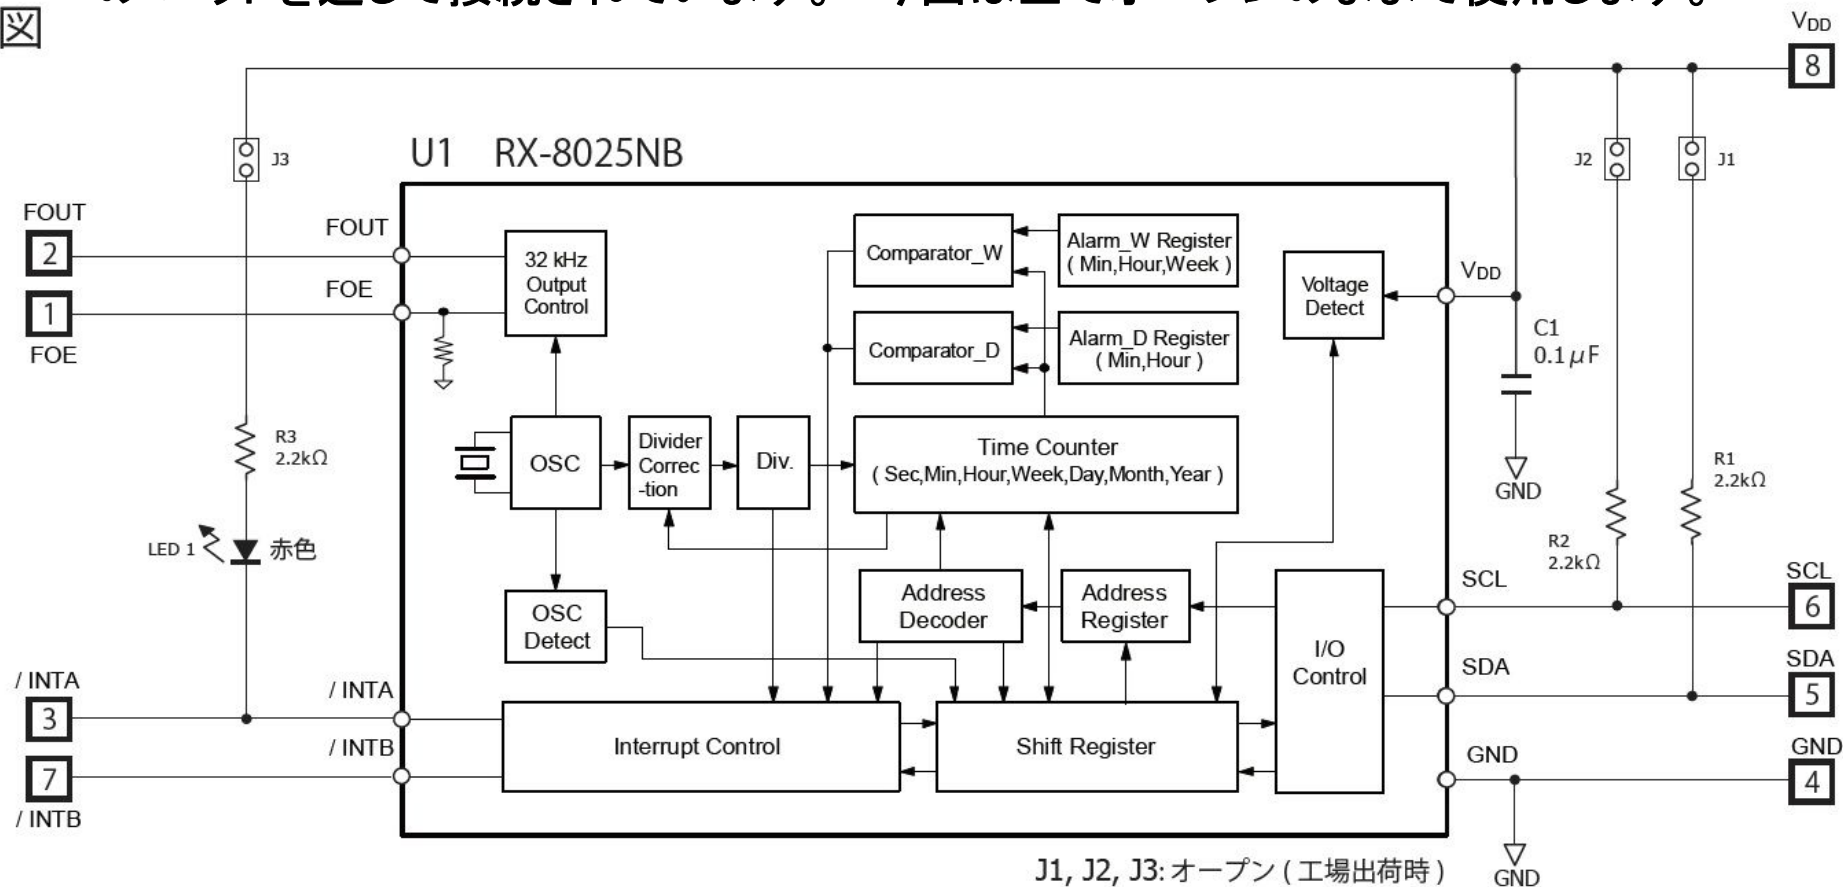 図
VDD
8
J3
U1 RX-8025NB
J2
J1
FOUT
2
FOUT
1
FOE
FOE
32 kHz
Output
Control
Comparator_W
Alarm_W Register
( Min,Hour,Week )
Comparator_D
Alarm_D Register
( Min,Hour )
Voltage
Detect
VDD
C1
0.1μF
GND
R3
2.2kΩ
OSC
Divider
Correc
-tion
Div.
Time Counter
( Sec,Min,Hour,Week,Day,Month,Year )
R1
2.2kΩ
R2
2.2kΩ
LED 1
赤色
OSC
Detect
Address
Decoder
Address
Register
I/O
Control
SCL
SCL
6
SDA
SDA
5
/ INTA
3
/ INTA
/ INTB
7
/ INTB
Interrupt Control
Shift Register
GND
GND
4
GND
J1, J2, J3: オープン ( 工場出荷時 )